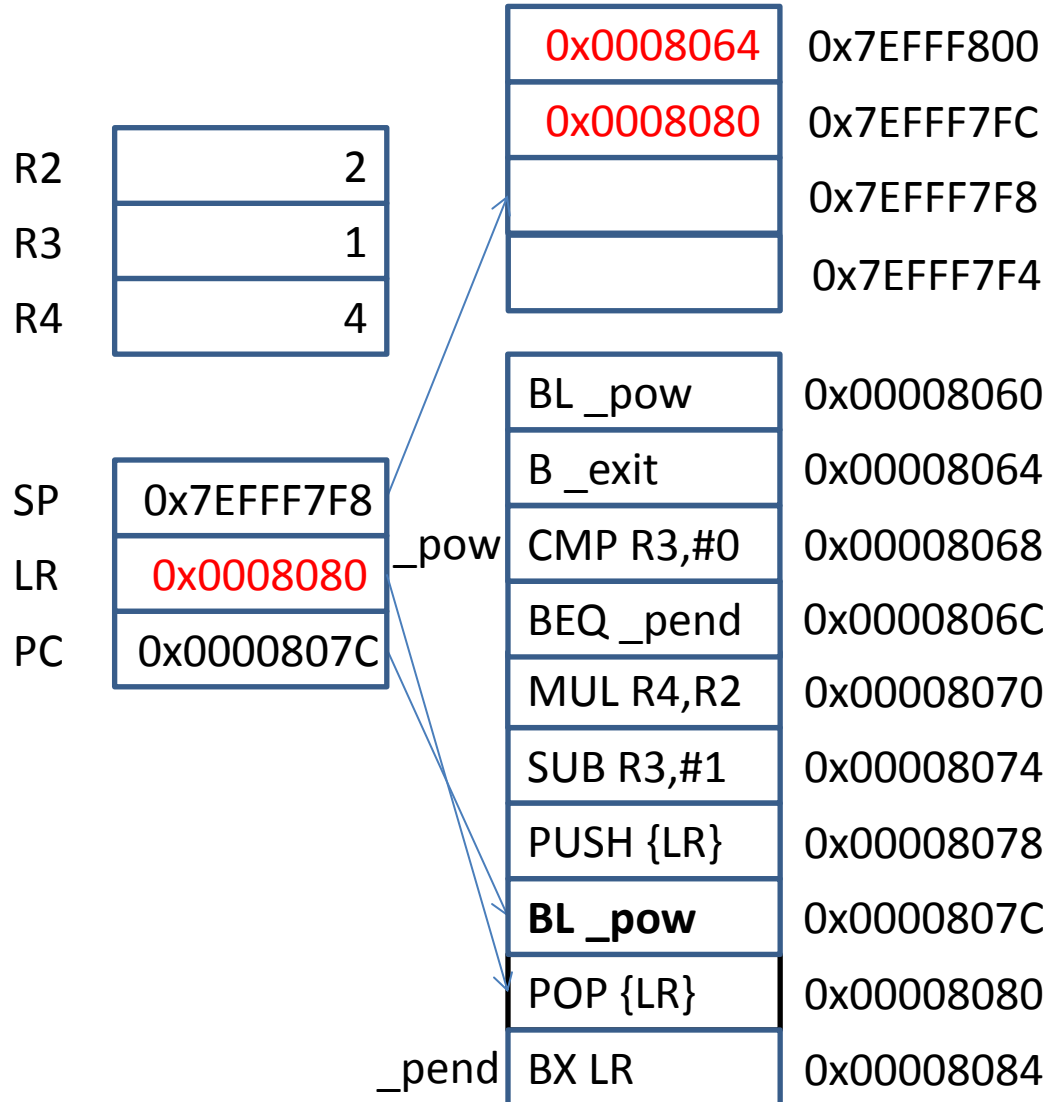 0x0008064 0x7EFFF800
0x0008080 0x7EFFF7FC
0x7EFFF7F8
0x7EFFF7F4
R2 2
R3 1
R4 4
SP 0x7EFFF7F8
LR 0x0008080
PC 0x0000807C
BL _pow 0x00008060
B _exit 0x00008064
_pow CMP R3,#0 0x00008068
BEQ _pend 0x0000806C
MUL R4,R2 0x00008070
SUB R3,#1 0x00008074
PUSH {LR} 0x00008078
BL _pow 0x0000807C
POP {LR} 0x00008080
_pend BX LR 0x00008084